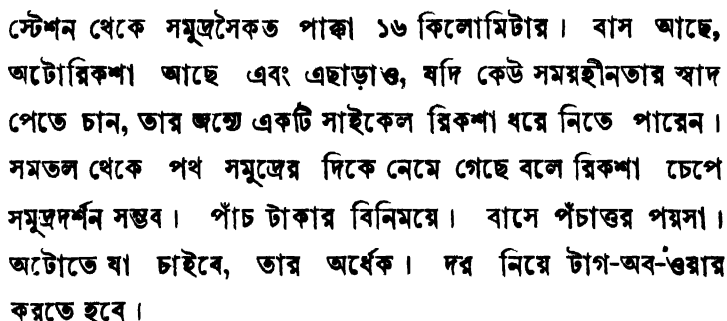 স্টেশন থেকে সমুদ্রসৈকত পাক্কা ১৬ কিলোমিটার। বাস আছে,
অটোরিকশা আছে এবং এছাড়াও, যদি কেউ সময়হীনতার স্বাদ
পেতে চান, তার জন্যে একটি সাইকেল রিকশা ধরে নিতে পারেন।
সমতল থেকে পথ সমুদ্রের দিকে নেমে গেছে বলে রিকশা চেপে
সমুদ্রদর্শন সম্ভব। পাঁচ টাকার বিনিময়ে। বাসে পঁচাত্তর পয়সা।
অটোতে যা চাইবে, তার অর্ধেক। দর নিয়ে টাগ-অব-ওয়ার
করতে হবে।